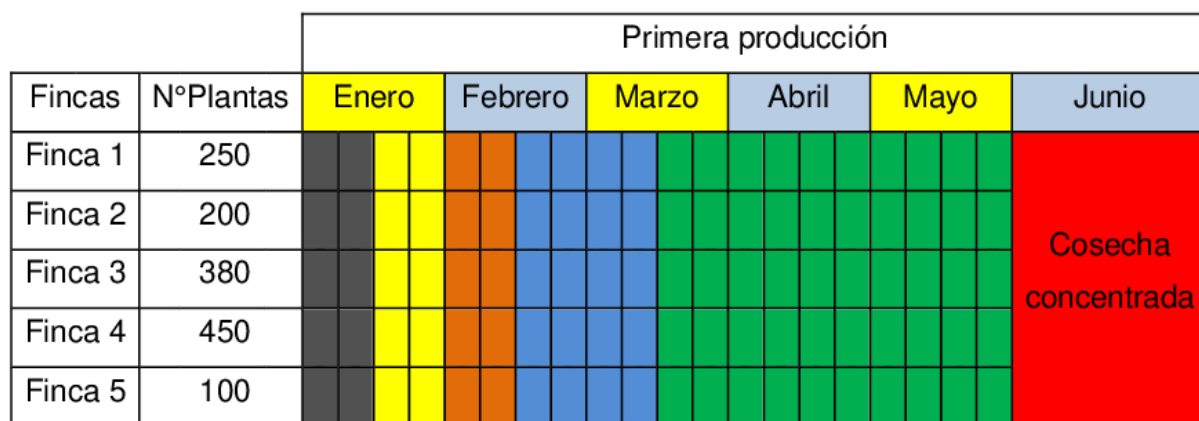 Primera producción
Fincas N°Plantas Enero Febrero Marzo Abril Mayo Junio
Finca 1 250
Finca 2 200
Finca 3 380
Finca 4 450
Finca 5 100
Cosecha
concentrada